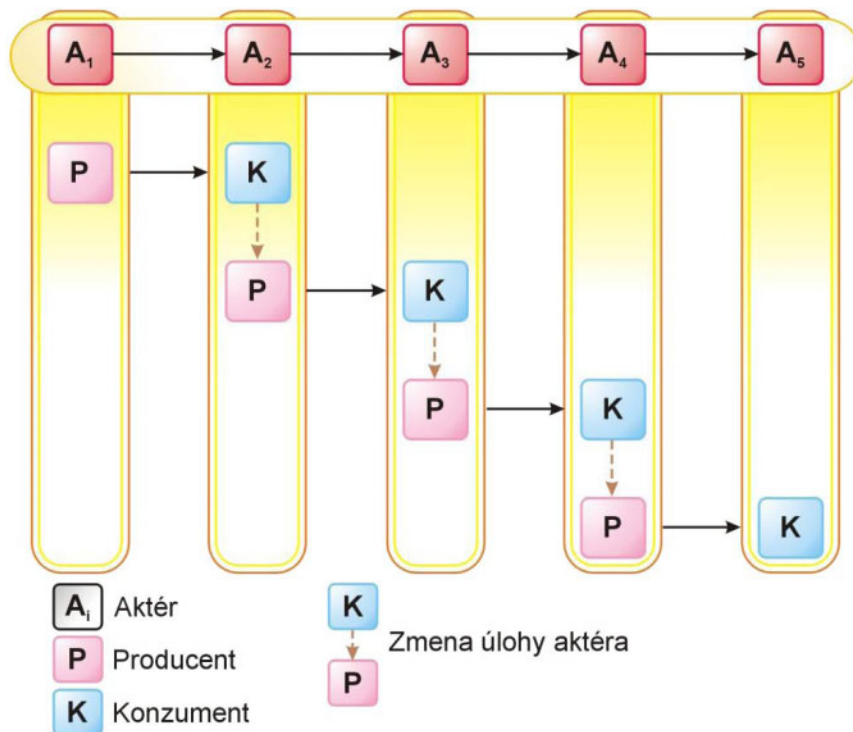 A₁ A₂ A₃ A₄ A₅
P K
P K
P K
P K
Aᵢ Aktér
P Producent
K Konzument
K
Zmena úlohy aktéra
P